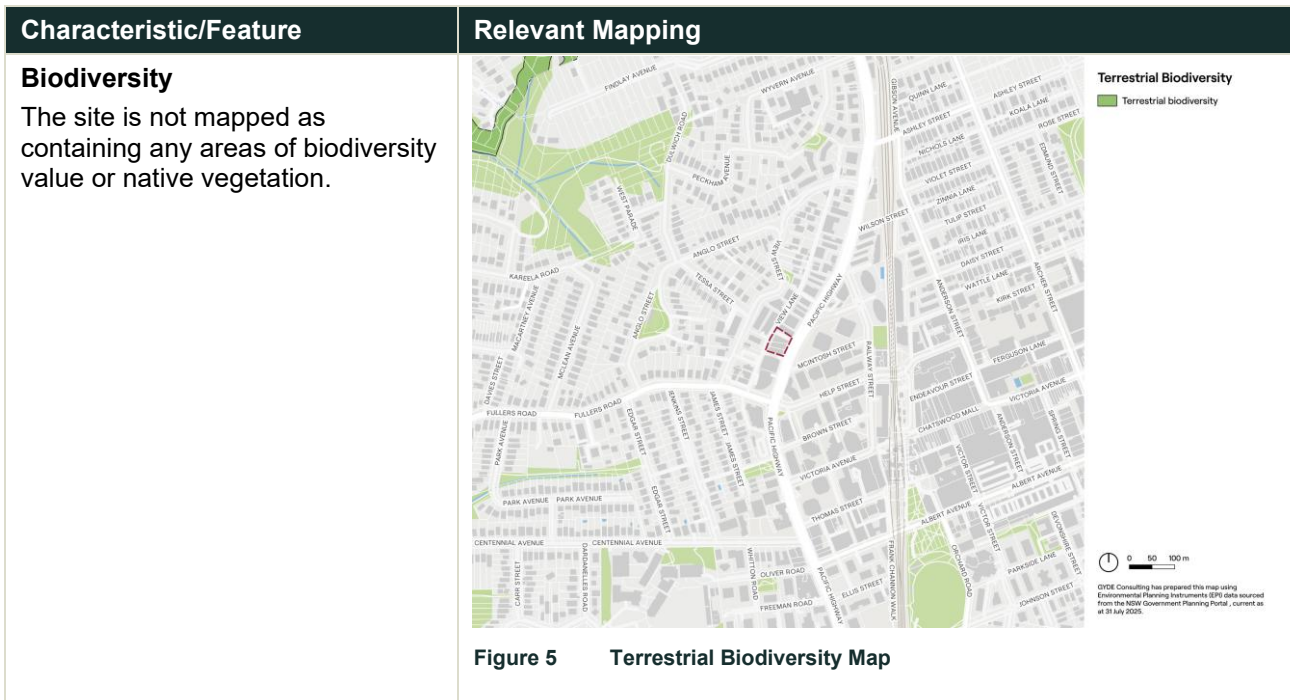 Characteristic/Feature
Relevant Mapping
Biodiversity
The site is not mapped as
containing any areas of biodiversity
value or native vegetation.
FINDLAY AVENUE
WYVERN AVENUE
GIBSON AVENUE
QUINN LANE
ASHLEY STREET
KOALA LANE
ROSE STREET
ASHLEY STREET
NICHOLS LANE
EDMUND STREET
DULWICH ROAD
PECKHAM AVENUE
VIOLET STREET
ZINNIA LANE
TULIP STREET
WEST PARADE
WILSON STREET
IRIS LANE
DAISY STREET
ANGLO STREET
VIEW STREET
WATTLE LANE
KIRK STREET
ARCHER STREET
KAREELA ROAD
TESSA STREET
PACIFIC HIGHWAY
ANDERSON STREET
MACARTNEY AVENUE
ANGLO STREET
VIEW LANE
MCLEAN AVENUE
MCINTOSH STREET
RAILWAY STREET
FERGUSON LANE
DAVIES STREET
HELP STREET
ENDEAVOUR STREET
VICTORIA AVENUE
FULLERS ROAD
FULLERS ROAD
JENKINS STREET
JAMES STREET
CHATSWOOD MALL
EDGAR STREET
PACIFIC HIGHWAY
BROWN STREET
ANDERSON STREET
SPRING STREET
PARK AVENUE
JAMES STREET
VICTORIA AVENUE
VICTOR STREET
ALBERT AVENUE
PARK AVENUE
PARK AVENUE
EDGAR STREET
THOMAS STREET
ALBERT AVENUE
VICTOR STREET
DEVONSHIRE STREET
CENTENNIAL AVENUE
CENTENNIAL AVENUE
FRANK CHANNON WALK
ORCHARD ROAD
PARKSIDE LANE
CARR STREET
DARDANELLES ROAD
WHITTON ROAD
OLIVER ROAD
PACIFIC HIGHWAY
ELLIS STREET
FREEMAN ROAD
JOHNSON STREET
Terrestrial Biodiversity
Terrestrial biodiversity
0 50 100 m
GYDE Consulting has prepared this map using
Environmental Planning Instruments (EPI) data sourced
from the NSW Government Planning Portal , current as
at 31 July 2025.
Figure 5 Terrestrial Biodiversity Map